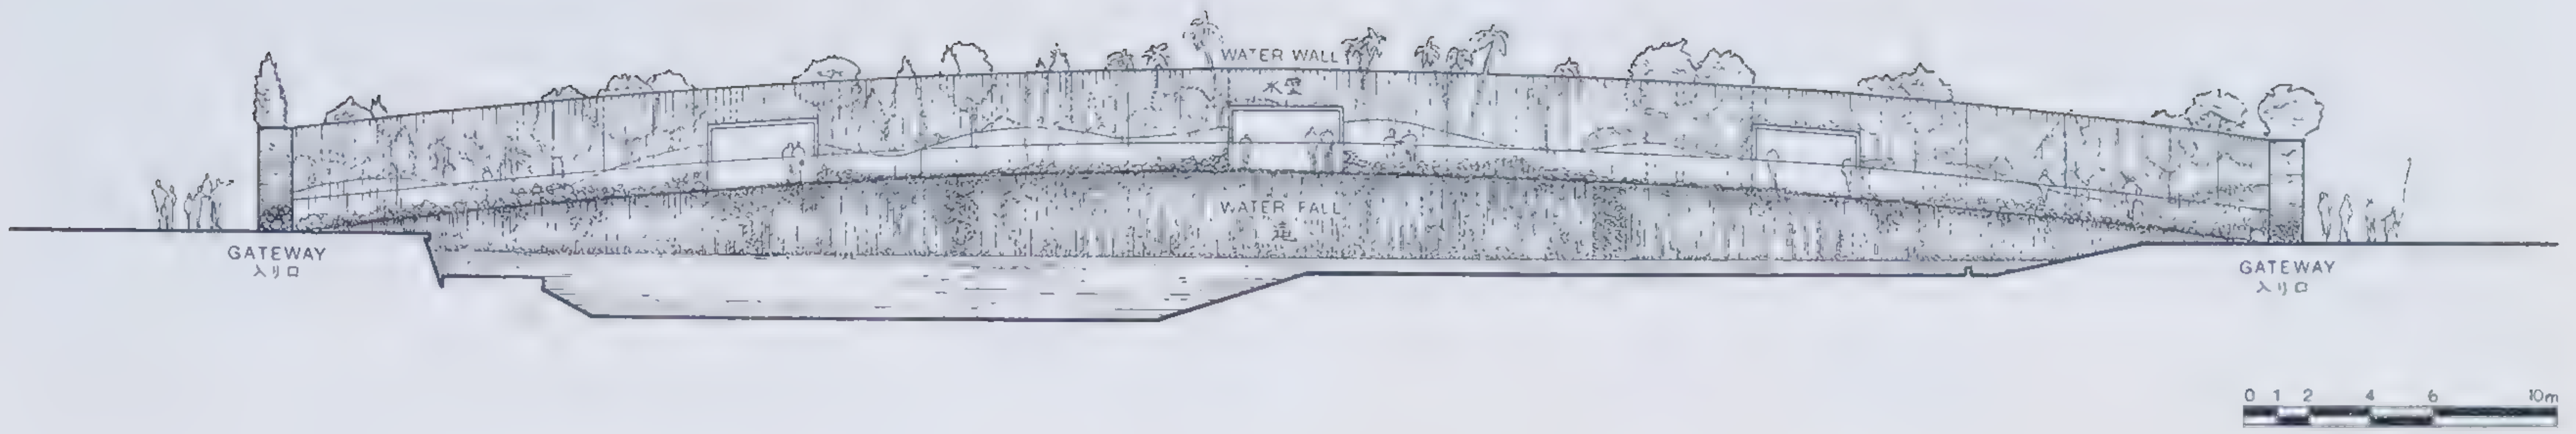 WATER WALL
水壁
WATER FALL
GATEWAY
入り口
GATEWAY
入り口
0 1 2 4 6 10m